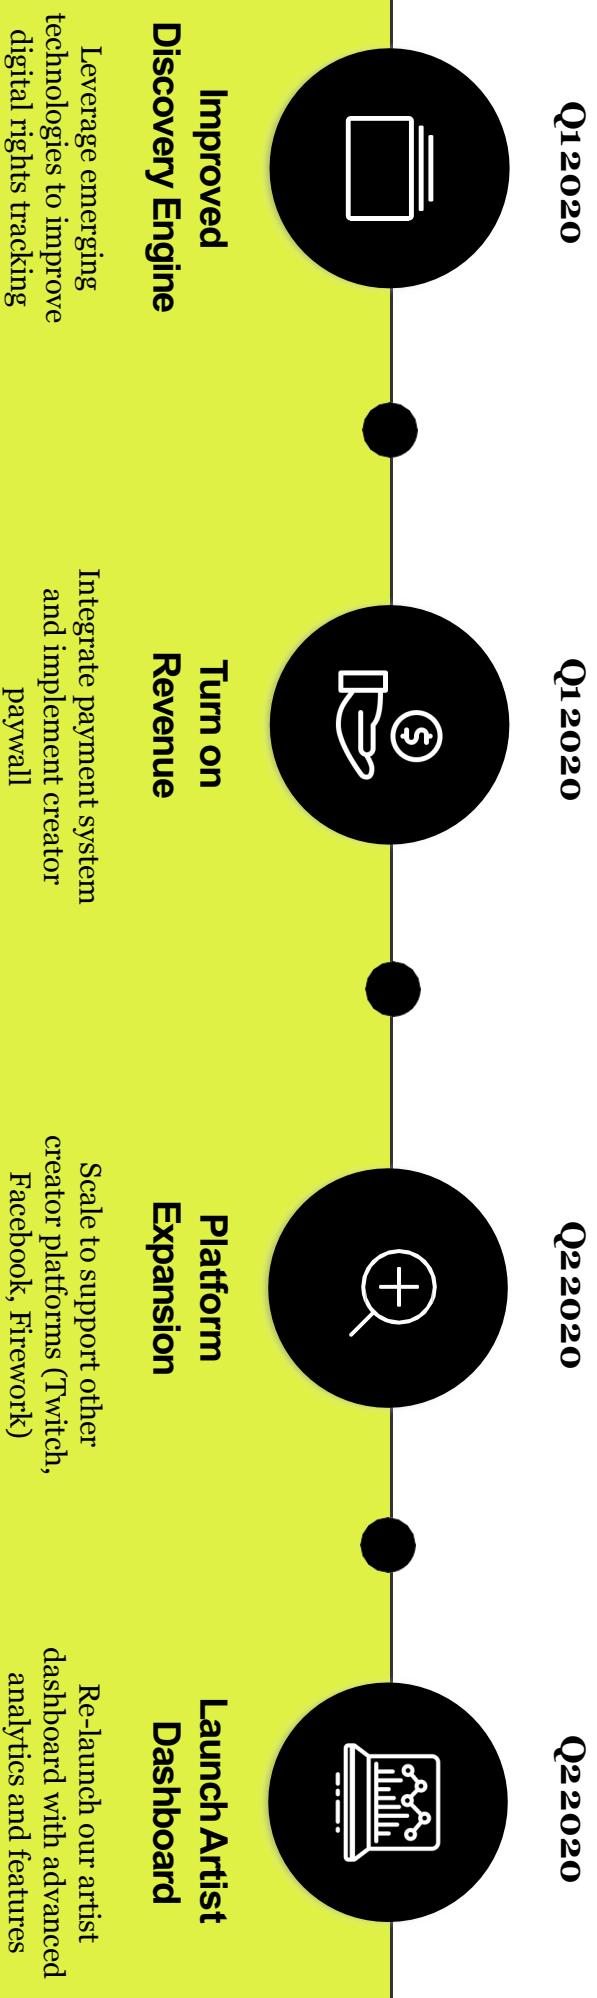 Q1 2020
Improved
Discovery Engine
Leverage emerging
technologies to improve
digital rights tracking
Q1 2020
$
Turn on
Revenue
Integrate payment system
and implement creator
paywall
Q2 2020
Platform
Expansion
Scale to support other
creator platforms (Twitch,
Facebook, Firework)
Q2 2020
Launch Artist
Dashboard
Re-launch our artist
dashboard with advanced
analytics and features